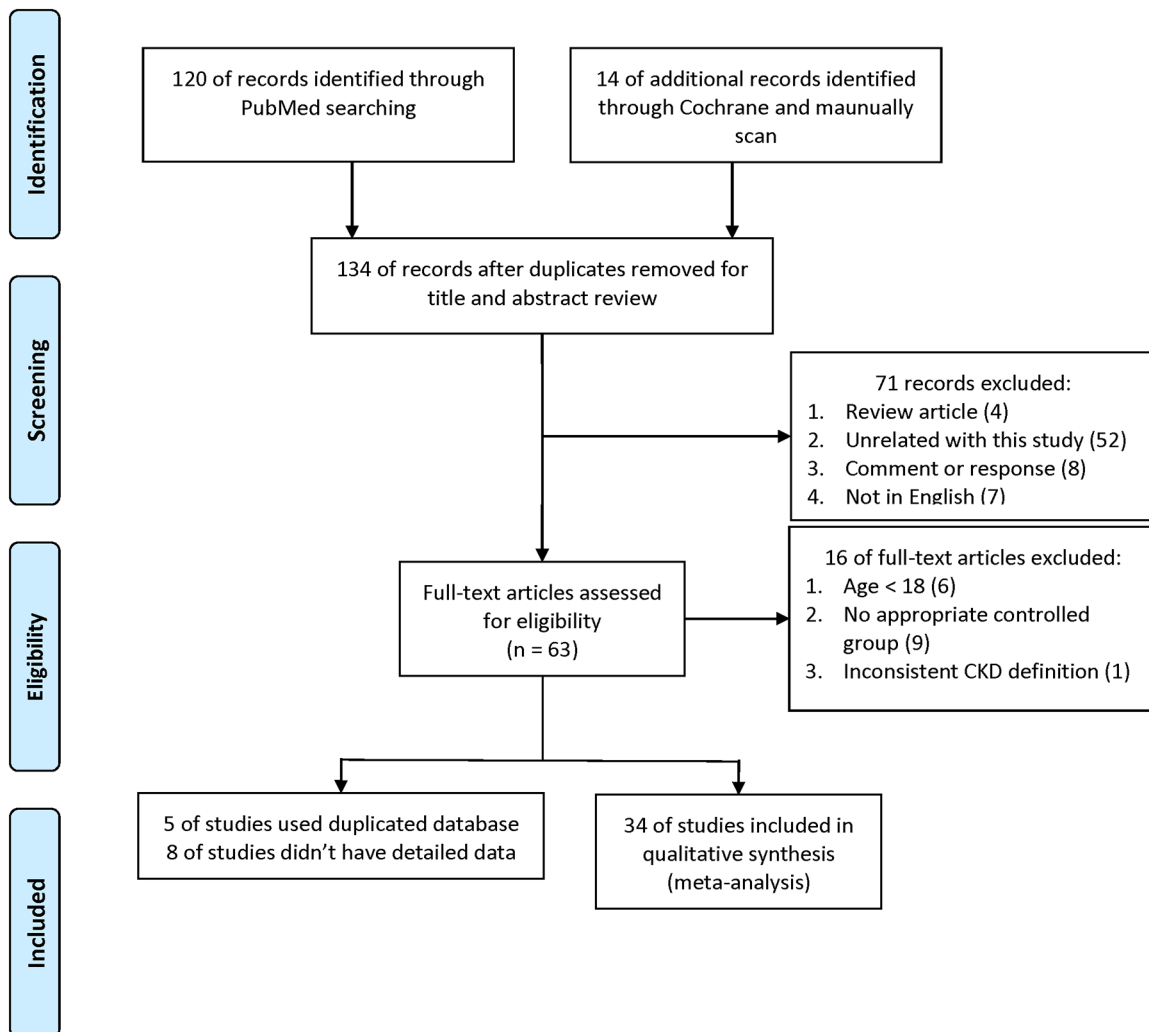 Identification
120 of records identified through
PubMed searching
14 of additional records identified
through Cochrane and maunually
scan
134 of records after duplicates removed for
title and abstract review
Screening
71 records excluded:
1. Review article (4)
2. Unrelated with this study (52)
3. Comment or response (8)
4. Not in English (7)
Eligibility
Full-text articles assessed
for eligibility
(n = 63)
16 of full-text articles excluded:
1. Age < 18 (6)
2. No appropriate controlled
group (9)
3. Inconsistent CKD definition (1)
Included
5 of studies used duplicated database
8 of studies didn’t have detailed data
34 of studies included in
qualitative synthesis
(meta-analysis)